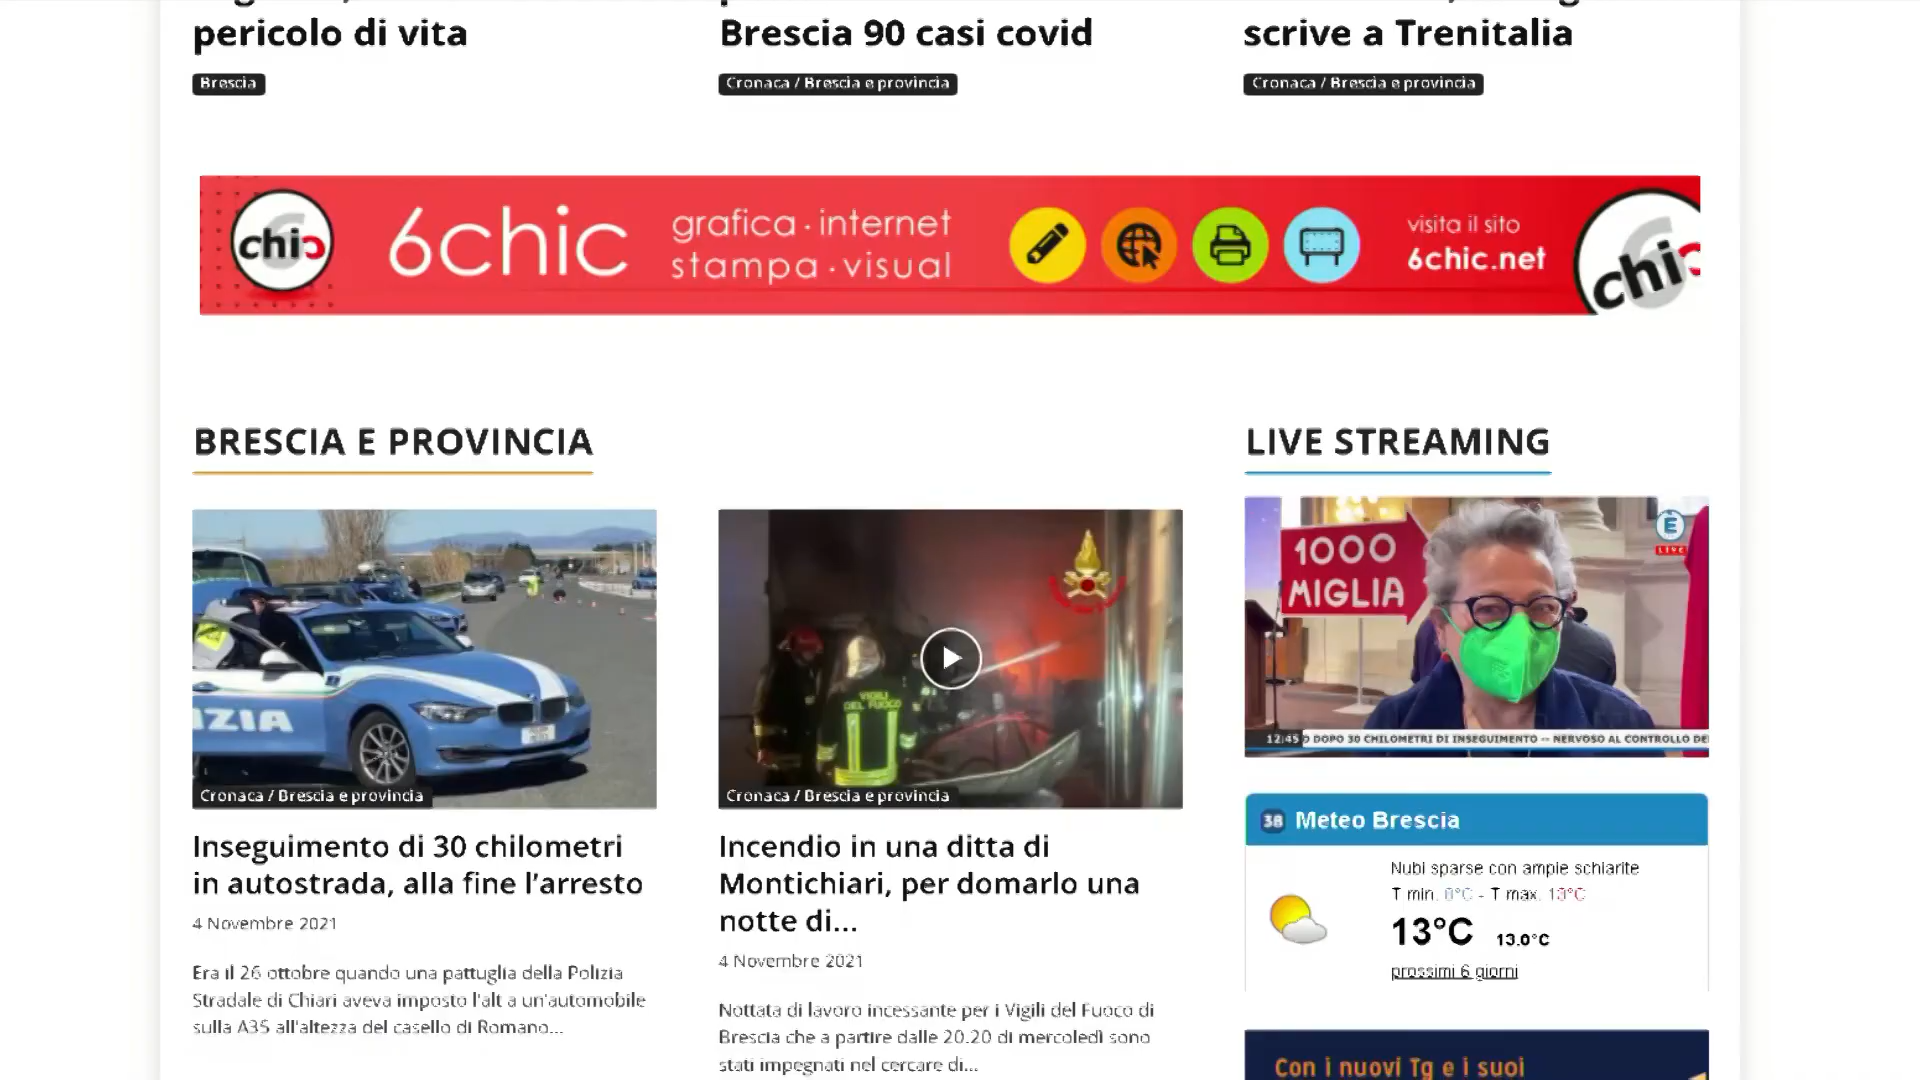 pericolo di vita
Brescia
Brescia 90 casi covid
Cronaca / Brescia e provincia
scrive a Trenitalia
Cronaca / Brescia e provincia
chic
6chic
grafica · internet
stampa · visual
visita il sito
6chic.net
chic
BRESCIA E PROVINCIA
IZIA
Cronaca / Brescia e provincia
Inseguimento di 30 chilometri
in autostrada, alla fine l'arresto
4 Novembre 2021
Era il 26 ottobre quando una pattuglia della Polizia
Stradale di Chiari aveva imposto l'alt a un'automobile
sulla A35 all'altezza del casello di Romano...
VIGILI
DEL FUOCO
Cronaca / Brescia e provincia
Incendio in una ditta di
Montichiari, per domarlo una
notte di...
4 Novembre 2021
Nottata di lavoro incessante per i Vigili del Fuoco di
Brescia che a partire dalle 20.20 di mercoledì sono
stati impegnati nel cercare di...
LIVE STREAMING
1000
MIGLIA
È
LIVE
12:45 DOPO 30 CHILOMETRI DI INSEGUIMENTO -- NERVOSO AL CONTROLLO
38 Meteo Brescia
Nubi sparse con ampie schiarite
T min. 8°C - T max. 13°C
13°C 13.0°C
prossimi 6 giorni
Con i nuovi Tg e i suoi